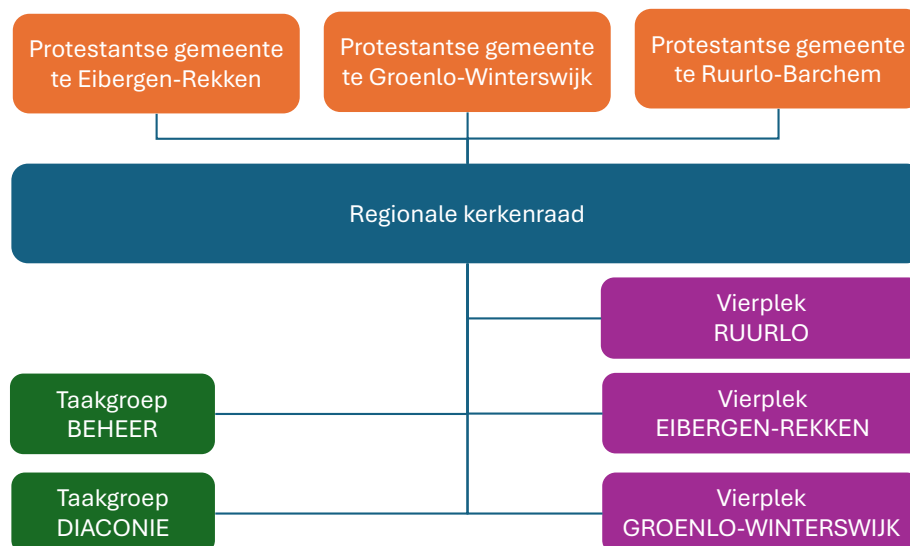 Protestantse gemeente
te Eibergen-Rekken
Protestantse gemeente
te Groenlo-Winterswijk
Protestantse gemeente
te Ruurlo-Barchem
Regionale kerkenraad
Vierplek
RUURLO
Taakgroep
BEHEER
Vierplek
EIBERGEN-REKKEN
Taakgroep
DIACONIE
Vierplek
GROENLO-WINTERSWIJK